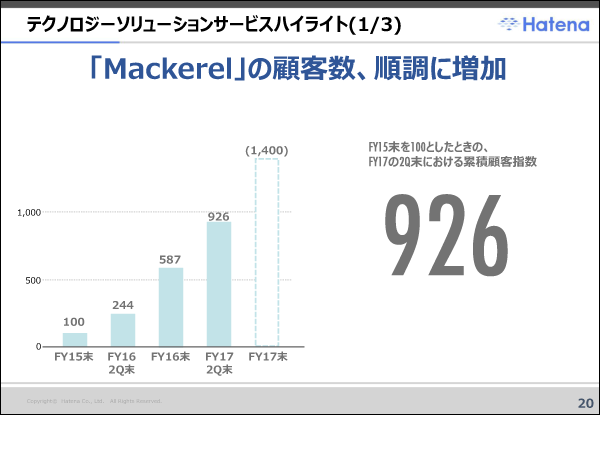 テクノロジーソリューションサービスハイライト(1/3)
Hatena
「Mackerel」の顧客数、順調に増加
FY15末を100としたときの、
FY17の2Q末における累積顧客指数
926
(1,400)
1,000
926
587
500
244
100
0
FY15末 FY16 FY16末 FY17 FY17末
2Q末 2Q末
Copyright© Hatena Co., Ltd. All Rights Reserved.
20